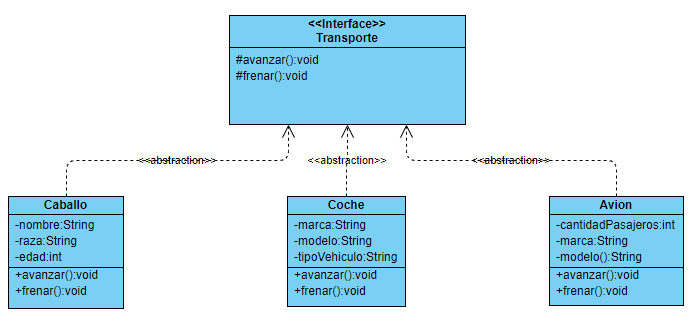 <<Interface>>
Transporte
#avanzar():void
#frenar():void
<<abstraction>>
<<abstraction>>
<<abstraction>>
Caballo
-nombre:String
-raza:String
-edad:int
+avanzar():void
+frenar():void
Coche
-marca:String
-modelo:String
-tipoVehiculo:String
+avanzar():void
+frenar():void
Avion
-cantidadPasajeros:int
-marca:String
-modelo():String
+avanzar():void
+frenar():void